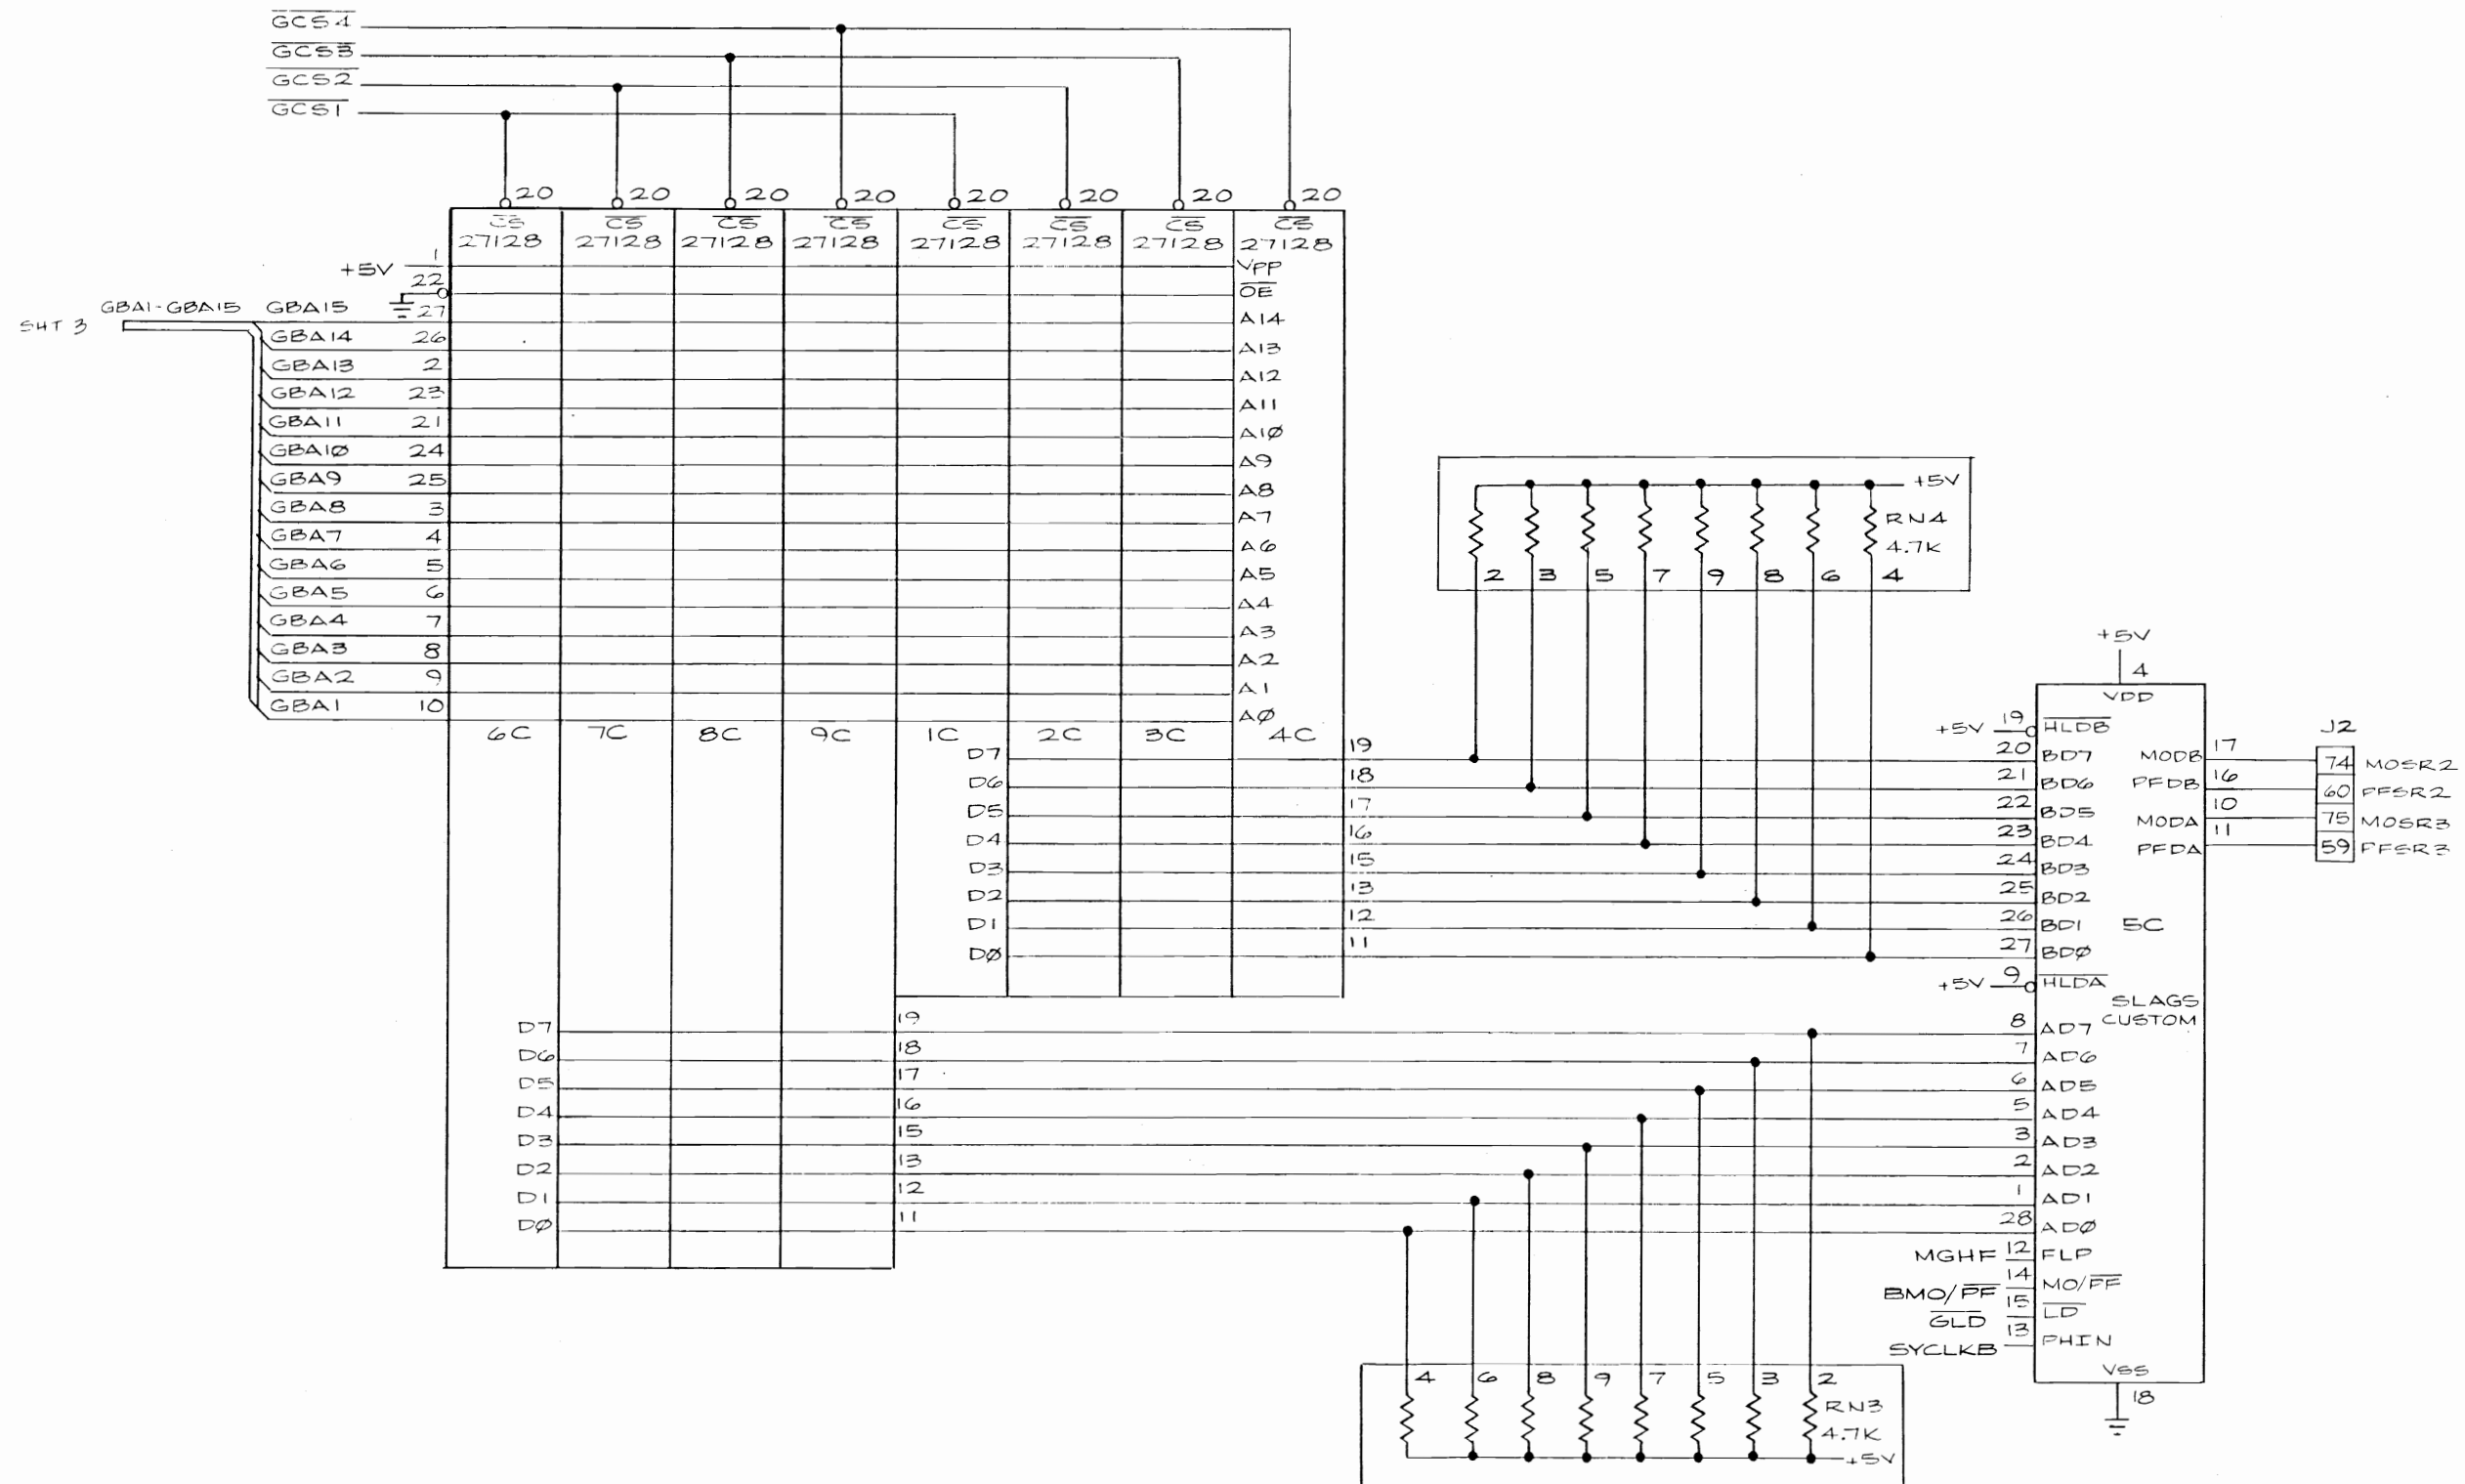 GCS4
GCS3
GCS2
GCS1
20 20 20 20 20 20 20 20
CS CS CS CS CS CS CS CS
27128 27128 27128 27128 27128 27128 27128 27128
+5V 1 VPP
22 OE
SHT 3 GBA1-GBA15 GBA15 27 A14
GBA14 26 A13
GBA13 2 A12
GBA12 23 A11
GBA11 21 A1Ø
GBA1Ø 24 A9
GBA9 25 A8
GBA8 3 A7
GBA7 4 A6
GBA6 5 A5
GBA5 6 A4
GBA4 7 A3
GBA3 8 A2
GBA2 9 A1
GBA1 10 AØ
6C 7C 8C 9C 1C 2C 3C 4C
+5V
RN4
4.7K
2 3 5 7 9 8 6 4
+5V
4
VDD
+5V 19 HLDB
D7 19 20 BD7
D6 18 21 BD6
D5 17 22 BD5
D4 16 23 BD4
D3 15 24 BD3
D2 13 25 BD2
D1 12 26 BD1
DØ 11 27 BDØ
5C
SLAGS
CUSTOM
J2
MODB 17 74 MOSR2
PFDB 16 60 PFSR2
MODA 10 75 MOSR3
PFDA 11 59 PFSR3
+5V 9 HLDA
D7 19 8 AD7
D6 18 7 AD6
D5 17 6 AD5
D4 16 5 AD4
D3 15 3 AD3
D2 13 2 AD2
D1 12 1 AD1
DØ 11 28 ADØ
MGHF 12 FLP
BMO/PF 14 MO/PF
GLD 15 LD
SYCLKB 13 PHIN
VSS
18
4 6 8 9 7 5 3 2
RN3
4.7K
+5V